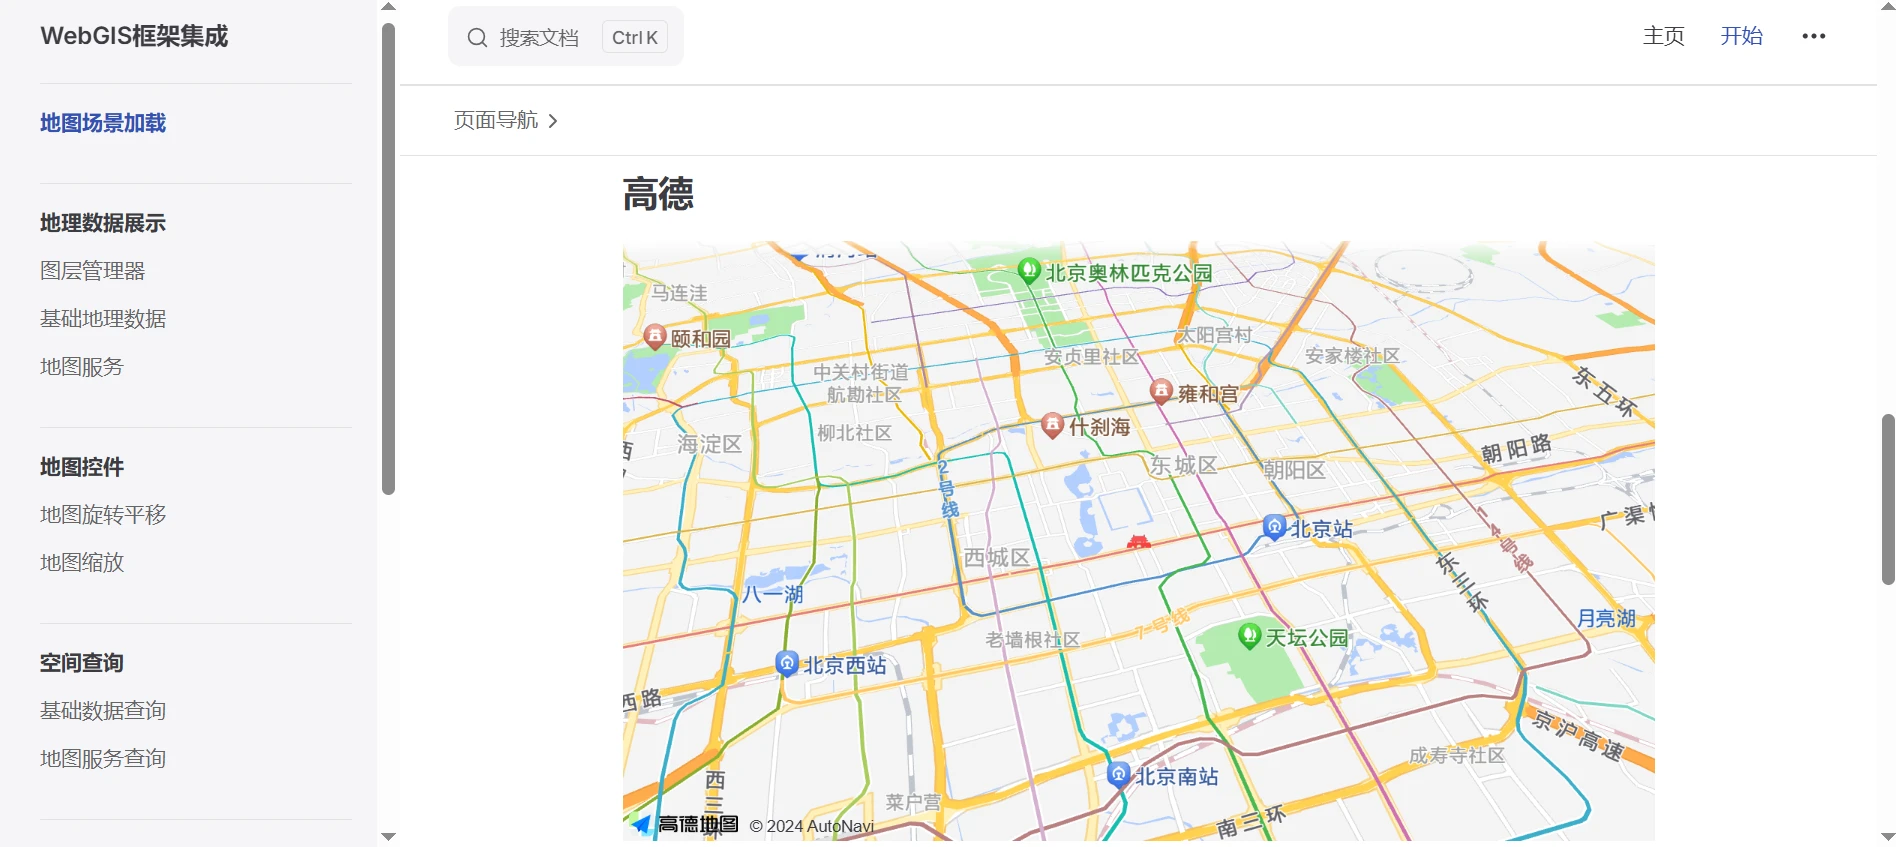 WebGIS框架集成
搜索文档
Ctrl K
主页
开始
地图场景加载
页面导航
地理数据展示
图层管理器
基础地理数据
地图服务
地图控件
地图旋转平移
地图缩放
空间查询
基础数据查询
地图服务查询
高德
北京奥林匹克公园
马连洼
颐和园
太阳宫村
安贞里社区
安家楼社区
中关村街道
航勘社区
雍和宫
东五环
什刹海
柳北社区
海淀区
朝阳路
东城区
朝阳区
2号线
北京站
14号线
广渠
西城区
东三环
八一湖
月亮湖
7号线
老墙根社区
天坛公园
北京西站
西路
京沪高速
成寿寺社区
北京南站
西三环
菜户营
南三环
高德地图
© 2024 AutoNavi